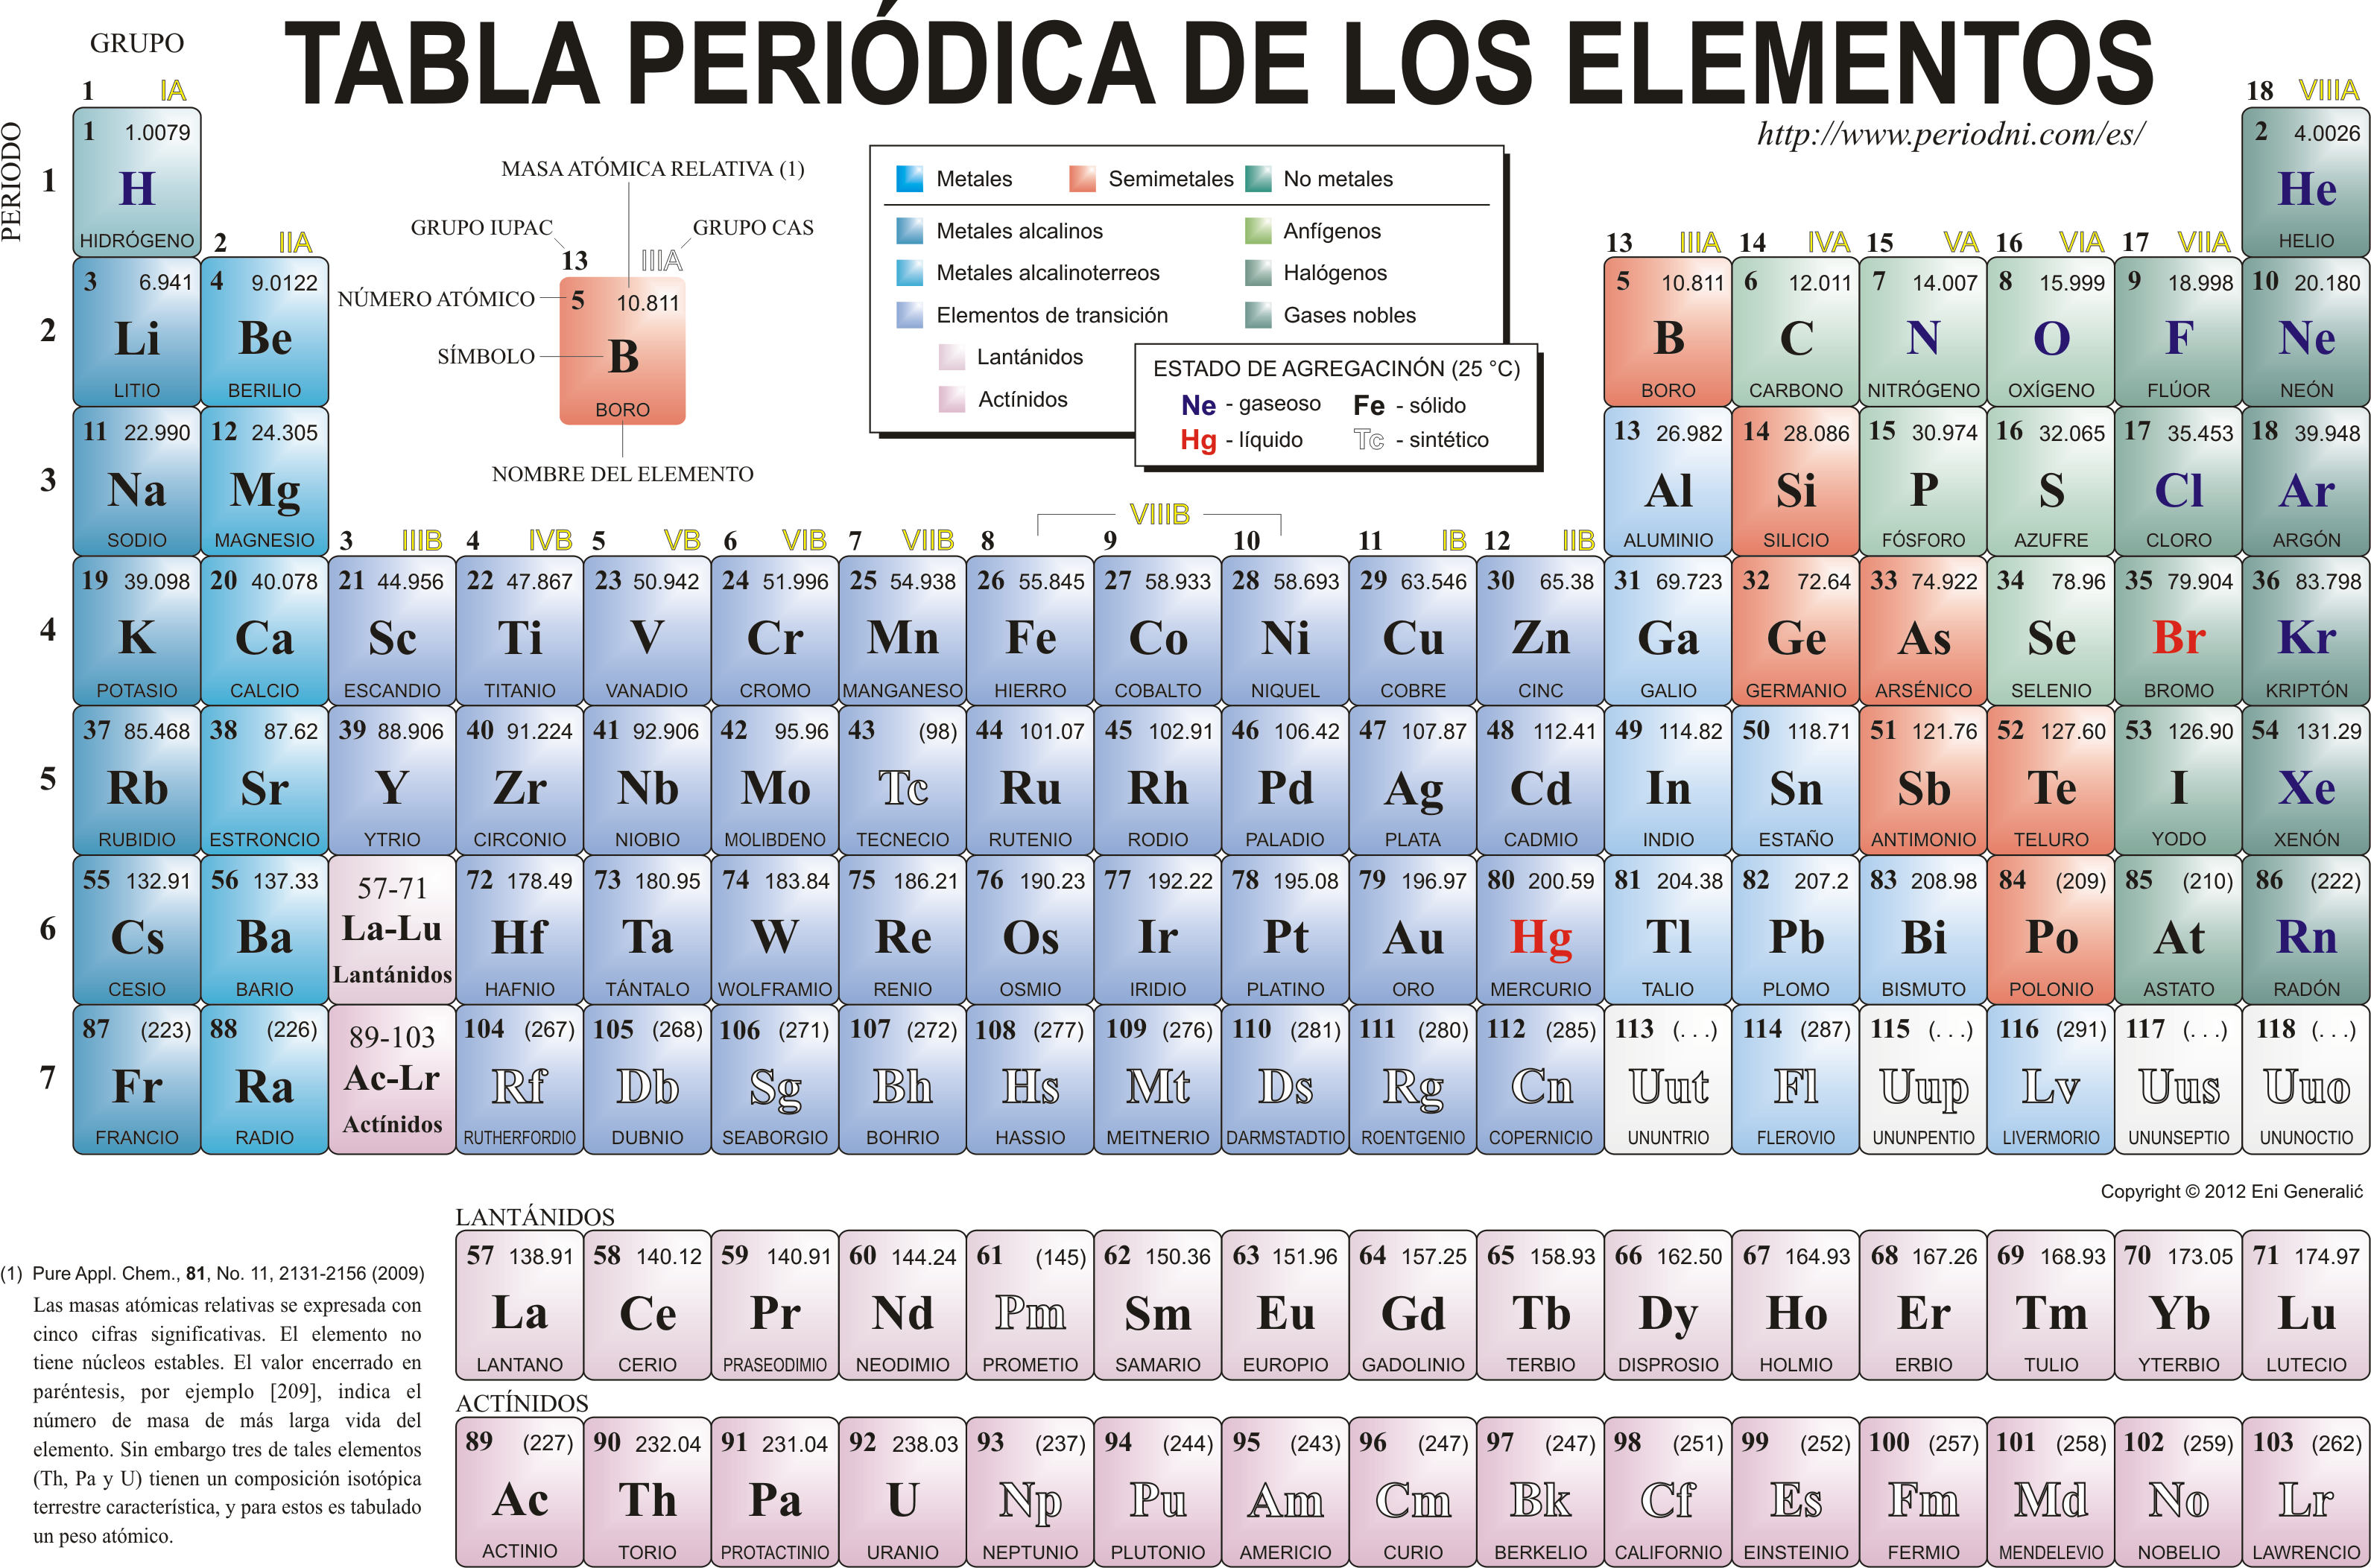 TABLA PERIÓDICA DE LOS ELEMENTOS
http://www.periodni.com/es/
GRUPO
PERIODO
1 IA
18 VIIIA
1
1 1.0079
H
HIDRÓGENO
2 4.0026
He
HELIO
MASA ATÓMICA RELATIVA (1)
GRUPO IUPAC
GRUPO CAS
13 IIIA
NÚMERO ATÓMICO
5 10.811
SÍMBOLO
B
BORO
NOMBRE DEL ELEMENTO
Metales
Semimetales
No metales
Metales alcalinos
Anfígenos
Metales alcalinoterreos
Halógenos
Elementos de transición
Gases nobles
Lantánidos
Actínidos
ESTADO DE AGREGACINÓN (25 °C)
Ne - gaseoso Fe - sólido
Hg - líquido Tc - sintético
2 IIA
13 IIIA 14 IVA 15 VA 16 VIA 17 VIIA
2
3 6.941 4 9.0122 5 10.811 6 12.011 7 14.007 8 15.999 9 18.998 10 20.180
Li Be B C N O F Ne
LITIO BERILIO BORO CARBONO NITRÓGENO OXÍGENO FLÚOR NEÓN
3
11 22.990 12 24.305 13 26.982 14 28.086 15 30.974 16 32.065 17 35.453 18 39.948
Na Mg Al Si P S Cl Ar
SODIO MAGNESIO ALUMINIO SILICIO FÓSFORO AZUFRE CLORO ARGÓN
VIIIB
3 IIIB 4 IVB 5 VB 6 VIB 7 VIIB 8 9 10 11 IB 12 IIB
4
19 39.098 20 40.078 21 44.956 22 47.867 23 50.942 24 51.996 25 54.938 26 55.845 27 58.933 28 58.693 29 63.546 30 65.38 31 69.723 32 72.64 33 74.922 34 78.96 35 79.904 36 83.798
K Ca Sc Ti V Cr Mn Fe Co Ni Cu Zn Ga Ge As Se Br Kr
POTASIO CALCIO ESCANDIO TITANIO VANADIO CROMO MANGANESO HIERRO COBALTO NIQUEL COBRE CINC GALIO GERMANIO ARSÉNICO SELENIO BROMO KRIPTÓN
5
37 85.468 38 87.62 39 88.906 40 91.224 41 92.906 42 95.96 43 (98) 44 101.07 45 102.91 46 106.42 47 107.87 48 112.41 49 114.82 50 118.71 51 121.76 52 127.60 53 126.90 54 131.29
Rb Sr Y Zr Nb Mo Tc Ru Rh Pd Ag Cd In Sn Sb Te I Xe
RUBIDIO ESTRONCIO YTRIO CIRCONIO NIOBIO MOLIBDENO TECNECIO RUTENIO RODIO PALADIO PLATA CADMIO INDIO ESTAÑO ANTIMONIO TELURO YODO XENÓN
6
55 132.91 56 137.33 57-71 72 178.49 73 180.95 74 183.84 75 186.21 76 190.23 77 192.22 78 195.08 79 196.97 80 200.59 81 204.38 82 207.2 83 208.98 84 (209) 85 (210) 86 (222)
Cs Ba La-Lu Hf Ta W Re Os Ir Pt Au Hg Tl Pb Bi Po At Rn
CESIO BARIO Lantánidos HAFNIO TÁNTALO WOLFRAMIO RENIO OSMIO IRIDIO PLATINO ORO MERCURIO TALIO PLOMO BISMUTO POLONIO ASTATO RADÓN
7
87 (223) 88 (226) 89-103 104 (267) 105 (268) 106 (271) 107 (272) 108 (277) 109 (276) 110 (281) 111 (280) 112 (285) 113 (. . .) 114 (287) 115 (. . .) 116 (291) 117 (. . .) 118 (. . .)
Fr Ra Ac-Lr Rf Db Sg Bh Hs Mt Ds Rg Cn Uut Fl Uup Lv Uus Uuo
FRANCIO RADIO Actínidos RUTHERFORDIO DUBNIO SEABORGIO BOHRIO HASSIO MEITNERIO DARMSTADTIO ROENTGENIO COPERNICIO UNUNTRIO FLEROVIO UNUNPENTIO LIVERMORIO UNUNSEPTIO UNUNOCTIO
Copyright © 2012 Eni Generalić
LANTÁNIDOS
57 138.91 58 140.12 59 140.91 60 144.24 61 (145) 62 150.36 63 151.96 64 157.25 65 158.93 66 162.50 67 164.93 68 167.26 69 168.93 70 173.05 71 174.97
La Ce Pr Nd Pm Sm Eu Gd Tb Dy Ho Er Tm Yb Lu
LANTANO CERIO PRASEODIMIO NEODIMIO PROMETIO SAMARIO EUROPIO GADOLINIO TERBIO DISPROSIO HOLMIO ERBIO TULIO YTERBIO LUTECIO
ACTÍNIDOS
89 (227) 90 232.04 91 231.04 92 238.03 93 (237) 94 (244) 95 (243) 96 (247) 97 (247) 98 (251) 99 (252) 100 (257) 101 (258) 102 (259) 103 (262)
Ac Th Pa U Np Pu Am Cm Bk Cf Es Fm Md No Lr
ACTINIO TORIO PROTACTINIO URANIO NEPTUNIO PLUTONIO AMERICIO CURIO BERKELIO CALIFORNIO EINSTEINIO FERMIO MENDELEVIO NOBELIO LAWRENCIO
(1) Pure Appl. Chem., 81, No. 11, 2131-2156 (2009)
Las masas atómicas relativas se expresada con
cinco cifras significativas. El elemento no
tiene núcleos estables. El valor encerrado en
paréntesis, por ejemplo [209], indica el
número de masa de más larga vida del
elemento. Sin embargo tres de tales elementos
(Th, Pa y U) tienen un composición isotópica
terrestre característica, y para estos es tabulado
un peso atómico.